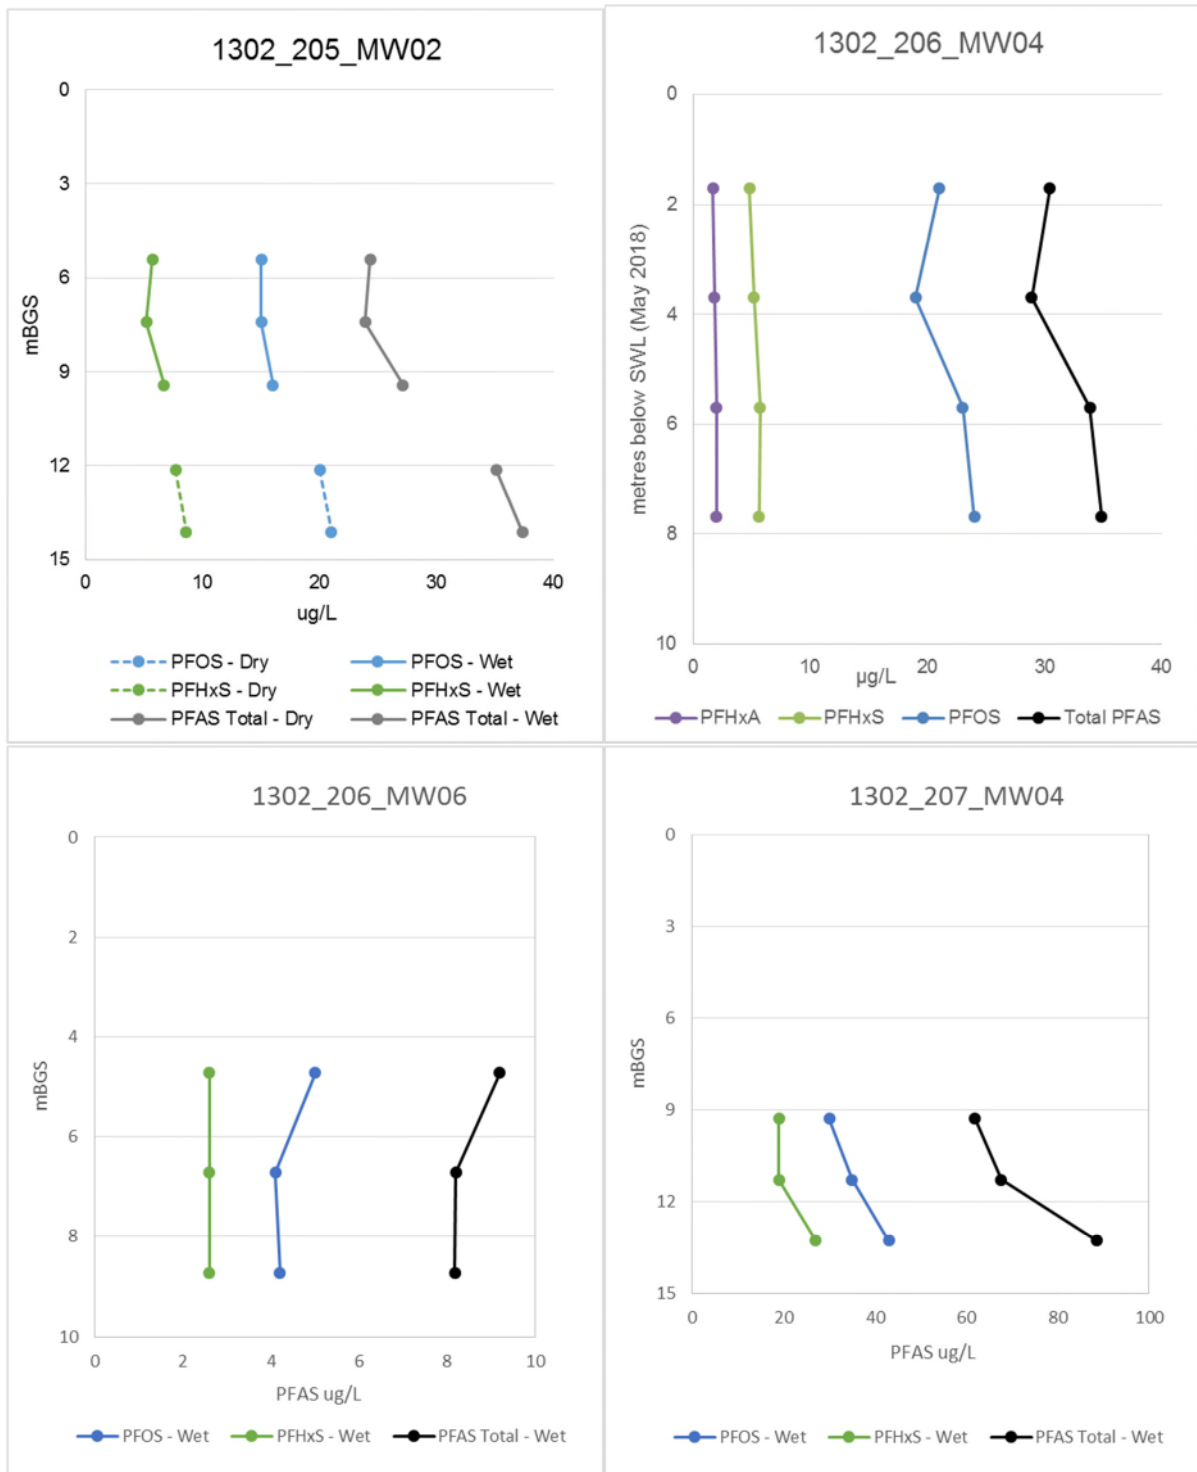 1302_205_MW02
0
3
6
9
12
15
mBGS
0 10 20 30 40
ug/L
PFOS - Dry PFOS - Wet
PFHxS - Dry PFHxS - Wet
PFAS Total - Dry PFAS Total - Wet
1302_206_MW04
0
2
4
6
8
10
metres below SWL (May 2018)
0 10 20 30 40
µg/L
PFHxA PFHxS PFOS Total PFAS
1302_206_MW06
0
2
4
6
8
10
mBGS
0 2 4 6 8 10
PFAS ug/L
PFOS - Wet PFHxS - Wet PFAS Total - Wet
1302_207_MW04
0
3
6
9
12
15
mBGS
0 20 40 60 80 100
PFAS ug/L
PFOS - Wet PFHxS - Wet PFAS Total - Wet